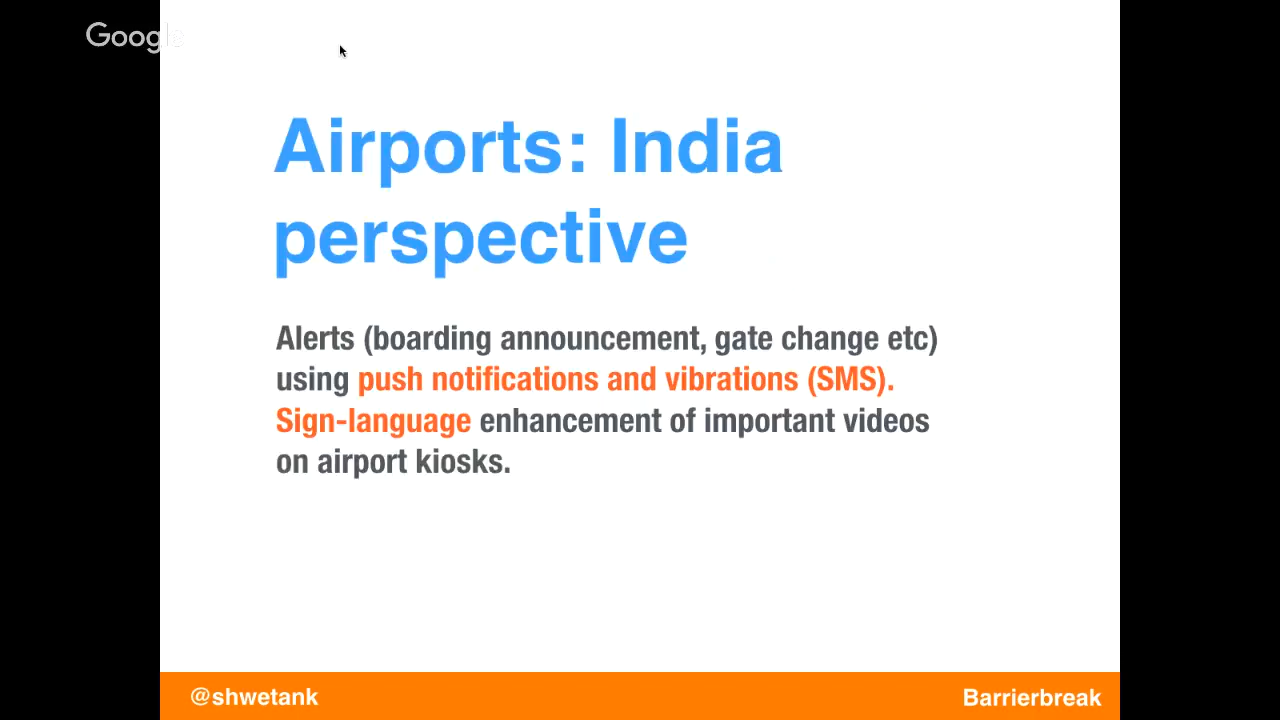 Google
Airports: India
perspective
Alerts (boarding announcement, gate change etc)
using push notifications and vibrations (SMS).
Sign-language enhancement of important videos
on airport kiosks.
@shwetank
Barrierbreak